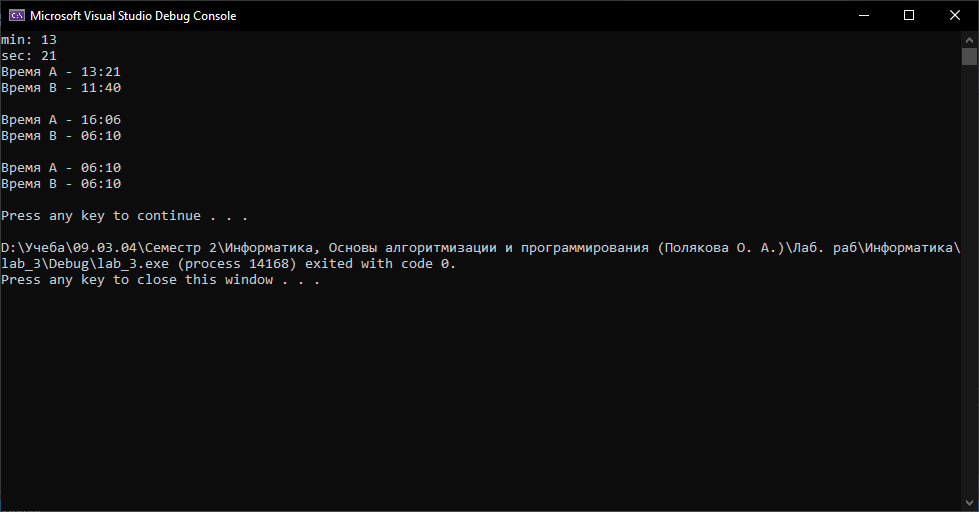 Microsoft Visual Studio Debug Console
min: 13
sec: 21
Время A - 13:21
Время B - 11:40
Время A - 16:06
Время B - 06:10
Время A - 06:10
Время B - 06:10
Press any key to continue . . .
D:\Учеба\09.03.04\Семестр 2\Информатика, Основы алгоритмизации и программирования (Полякова О. А.)\Лаб. раб\Информатика\
lab_3\Debug\lab_3.exe (process 14168) exited with code 0.
Press any key to close this window . . .